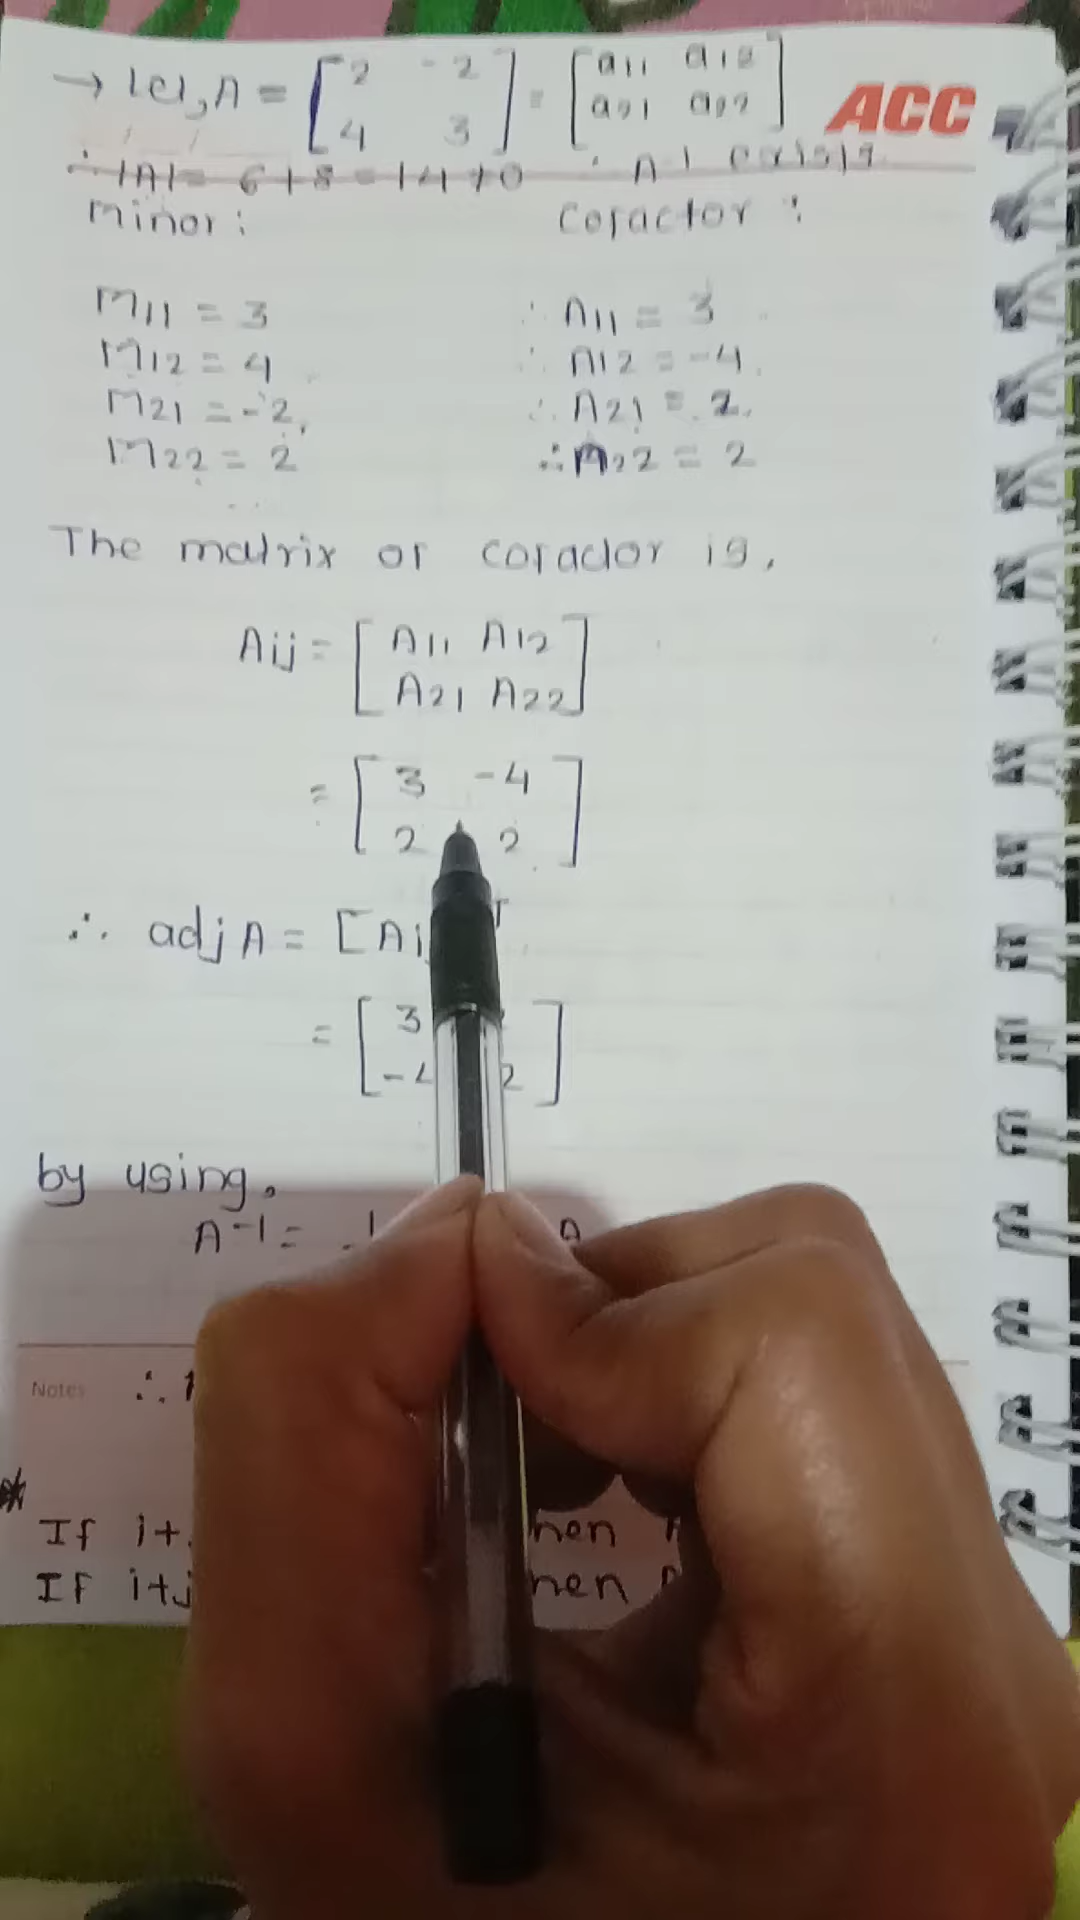 → let, A = [2 -2 4 3] = [a11 a12 a21 a22]
ACC
∴ |A| = 6+8 = 14 ≠ 0 ∴ A-1 exists
Minor: Cofactor:
M11 = 3 ∴ A11 = 3
M12 = 4 ∴ A12 = -4
M21 = -2 ∴ A21 = 2
M22 = 2 ∴ A22 = 2
The matrix of cofactor is,
Aij = [A11 A12
A21 A22]
= [3 -4
2 2]
∴ adj A = [Ai T
= [3
-4 2]
by using,
A-1 = 1 A
Notes ∴
*
If i+ hen
If i+j hen